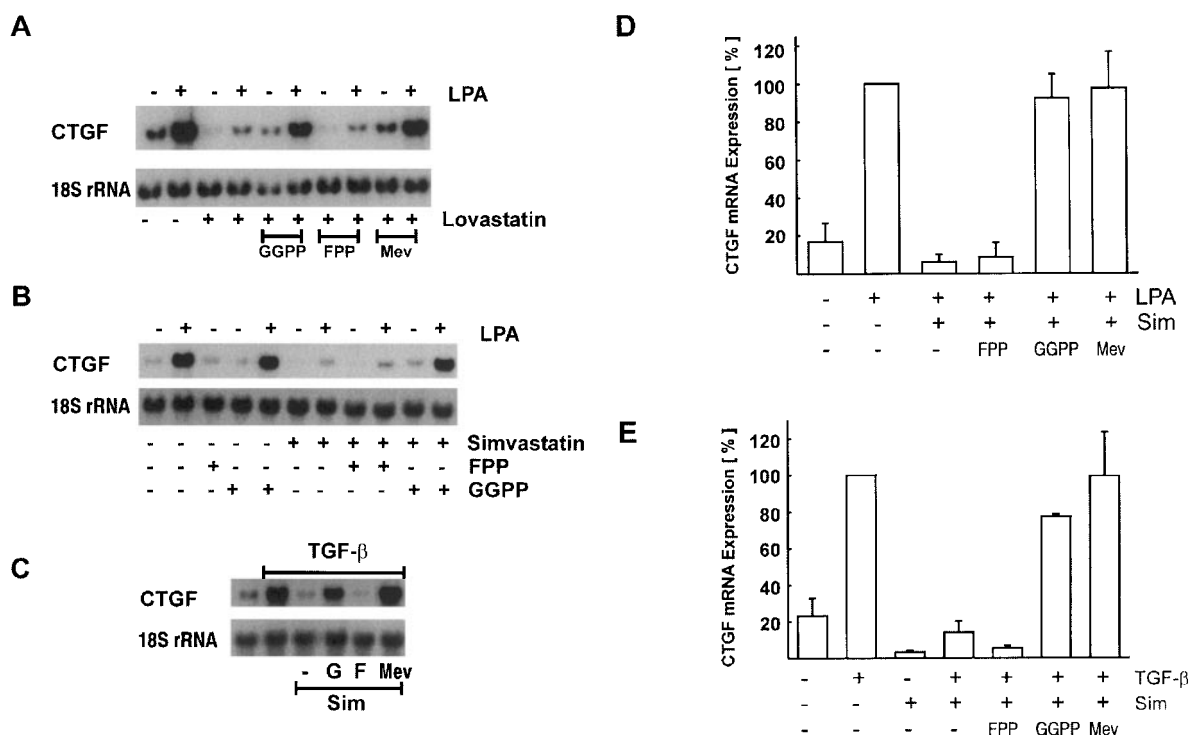 A
- + - + - + - + - + LPA
CTGF
18S rRNA
- - + + + + + + + + Lovastatin
GGPP FPP Mev
B
- + - - + - + - + - + LPA
CTGF
18S rRNA
- - - - - + + + + + + Simvastatin
- - + - - - - + + - - FPP
- - - + + - - - - + + GGPP
C
TGF-β
CTGF
18S rRNA
- G F Mev
Sim
D
CTGF mRNA Expression [ % ]
120
100
80
60
40
20
- + + + + + LPA
- - + + + + Sim
- - - FPP GGPP Mev
E
CTGF mRNA Expression [ % ]
120
100
80
60
40
20
- + - + + + + TGF-β
- - + + + + + Sim
- - - - FPP GGPP Mev